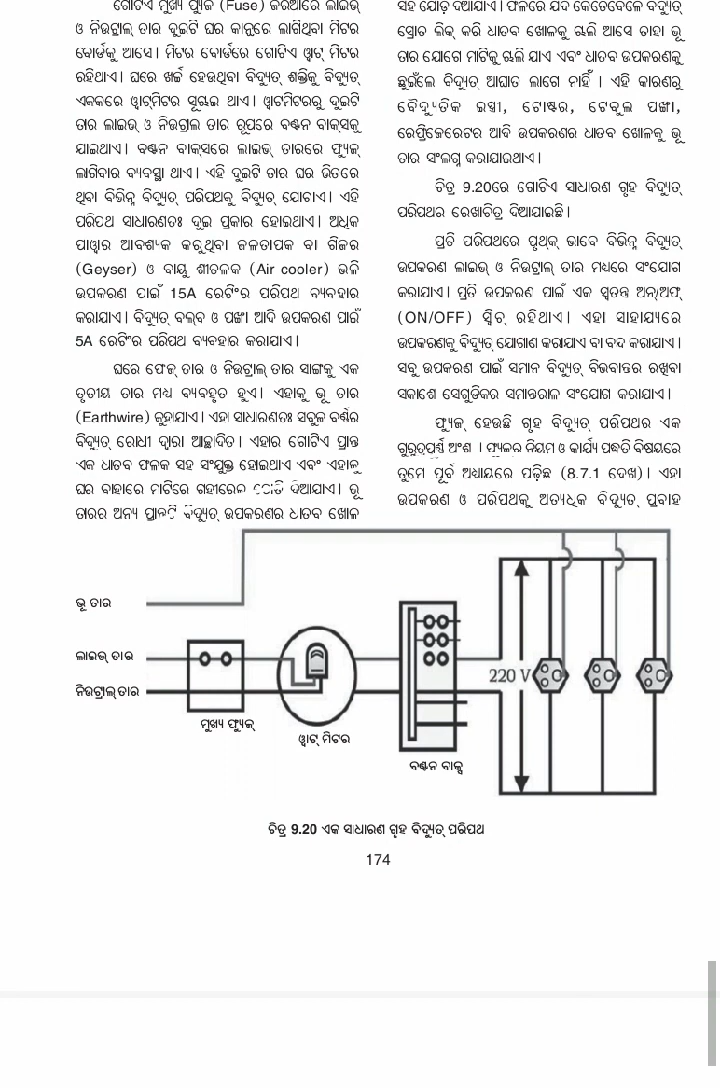 ଗୋଟିଏ ମୁଖ୍ୟ ଫ୍ୟୁଜ (Fuse) ଜରିଆରେ ଲାଇଭ୍
ଓ ନିଉଟ୍ରାଲ୍ ତାର ଦୁଇଟି ଘର କାନ୍ଥରେ ଲାଗିଥିବା ମିଟର
ବୋର୍ଡକୁ ଆସେ। ମିଟର ବୋର୍ଡରେ ଗୋଟିଏ ୱାଟ୍ ମିଟର
ରହିଥାଏ। ଘରେ ଖର୍ଚ୍ଚ ହେଉଥିବା ବିଦ୍ୟୁତ୍ ଶକ୍ତିକୁ ବିଦ୍ୟୁତ୍
ଏକକରେ ୱାଟ୍‌ମିଟର ସୂଚାଇ ଥାଏ। ୱାଟମିଟରରୁ ଦୁଇଟି
ତାର ଲାଇଭ୍ ଓ ନିଉଟ୍ରାଲ ତାର ରୂପରେ ବଣ୍ଟନ ବାକ୍ସକୁ
ଯାଇଥାଏ। ବଣ୍ଟନ ବାକ୍‌ସରେ ଲାଇଭ୍ ତାରରେ ଫ୍ୟୁଜ୍
ଲାଗିବାର ବ୍ୟବସ୍ଥା ଥାଏ। ଏହି ଦୁଇଟି ତାର ଘର ଭିତରେ
ଥିବା ବିଭିନ୍ନ ବିଦ୍ୟୁତ୍ ପରିପଥକୁ ବିଦ୍ୟୁତ୍ ଯୋଗାଏ। ଏହି
ପରିପଥ ସାଧାରଣତଃ ଦୁଇ ପ୍ରକାର ହୋଇଥାଏ। ଅଧିକ
ପାୱାର ଆବଶ୍ୟକ କରୁଥିବା ଜଳତାପକ ବା ଗିଜର
(Geyser) ଓ ବାୟୁ ଶୀତଳକ (Air cooler) ଭଳି
ଉପକରଣ ପାଇଁ 15A ରେଟିଂର ପରିପଥ ବ୍ୟବହାର
କରାଯାଏ। ବିଦ୍ୟୁତ୍ ବଲ୍‌ବ ଓ ପଙ୍ଖା ଆଦି ଉପକରଣ ପାଇଁ
5A ରେଟିଂର ପରିପଥ ବ୍ୟବହାର କରାଯାଏ।
ଘରେ ଫେଜ୍ ତାର ଓ ନିଉଟ୍ରାଲ୍ ତାର ସାଙ୍ଗକୁ ଏକ
ତୃତୀୟ ତାର ମଧ୍ୟ ବ୍ୟବହୃତ ହୁଏ। ଏହାକୁ ଭୂ ତାର
(Earthwire) କୁହାଯାଏ। ଏହା ସାଧାରଣତଃ ସବୁଜ ବର୍ଣ୍ଣର
ବିଦ୍ୟୁତ୍ ରୋଧୀ ଦ୍ୱାରା ଆଚ୍ଛାଦିତ। ଏହାର ଗୋଟିଏ ପ୍ରାନ୍ତ
ଏକ ଧାତବ ଫଳକ ସହ ସଂଯୁକ୍ତ ହୋଇଥାଏ ଏବଂ ଏହାକୁ
ଘର ବାହାରେ ମାଟିରେ ଗହୀରେଇ ପୋତି ଦିଆଯାଏ। ଭୂ
ତାରର ଅନ୍ୟ ପ୍ରାନ୍ତଟି ବିଦ୍ୟୁତ୍ ଉପକରଣର ଧାତବ ଖୋଳ
ସହ ଯୋଡ଼ି ଦିଆଯାଏ। ଫଳରେ ଯଦି କେତେବେଳେ ବିଦ୍ୟୁତ୍
ସ୍ରୋତ ଲିକ୍ କରି ଧାତବ ଖୋଳକୁ ଚାଲି ଆସେ ତାହା ଭୂ
ତାର ଯୋଗେ ମାଟିକୁ ଚାଲି ଯାଏ ଏବଂ ଧାତବ ଉପକରଣକୁ
ଛୁଇଁଲେ ବିଦ୍ୟୁତ୍ ଆଘାତ ଲାଗେ ନାହିଁ । ଏହି କାରଣରୁ
ବୈଦ୍ୟୁତିକ ଇସ୍ତ୍ରୀ, ଟୋଷ୍ଟର, ଟେବୁଲ ପଙ୍ଖା,
ରେଫ୍ରିଜେରେଟର ଆଦି ଉପକରଣର ଧାତବ ଖୋଳକୁ ଭୂ
ତାର ସଂଲଗ୍ନ କରାଯାଉଥାଏ।
ଚିତ୍ର 9.20ରେ ଗୋଟିଏ ସାଧାରଣ ଗୃହ ବିଦ୍ୟୁତ୍
ପରିପଥର ରେଖାଚିତ୍ର ଦିଆଯାଇଛି।
ପ୍ରତି ପରିପଥରେ ପୃଥକ୍ ଭାବେ ବିଭିନ୍ନ ବିଦ୍ୟୁତ୍
ଉପକରଣ ଲାଇଭ୍ ଓ ନିଉଟ୍ରାଲ୍ ତାର ମଧ୍ୟରେ ସଂଯୋଗ
କରାଯାଏ। ପ୍ରତି ଉପକରଣ ପାଇଁ ଏକ ସ୍ୱତନ୍ତ୍ର ଅନ୍/ଅଫ୍
(ON/OFF) ସ୍ୱିଚ୍ ରହିଥାଏ। ଏହା ସାହାଯ୍ୟରେ
ଉପକରଣକୁ ବିଦ୍ୟୁତ୍ ଯୋଗାଣ କରାଯାଏ ବା ବନ୍ଦ କରାଯାଏ।
ସବୁ ଉପକରଣ ପାଇଁ ସମାନ ବିଦ୍ୟୁତ୍ ବିଭବାନ୍ତର ରଖିବା
ସକାଶେ ସେଗୁଡିକର ସମାନ୍ତରାଳ ସଂଯୋଗ କରାଯାଏ।
ଫ୍ୟୁଜ୍ ହେଉଛି ଗୃହ ବିଦ୍ୟୁତ୍ ପରିପଥର ଏକ
ଗୁରୁତ୍ୱପୂର୍ଣ୍ଣ ଅଂଶ । ଫ୍ୟୁଜର ନିୟମ ଓ କାର୍ଯ୍ୟ ପଦ୍ଧତି ବିଷୟରେ
ତୁମେ ପୂର୍ବ ଅଧ୍ୟାୟରେ ପଢ଼ିଛ (8.7.1 ଦେଖ)। ଏହା
ଉପକରଣ ଓ ପରିପଥକୁ ଅତ୍ୟଧିକ ବିଦ୍ୟୁତ୍ ପ୍ରବାହ
ଭୂ ତାର
ଲାଇଭ୍ ତାର
ନିଉଟ୍ରାଲ୍ ତାର
ମୁଖ୍ୟ ଫ୍ୟୁଜ୍
ୱାଟ୍ ମିଟର
ବଣ୍ଟନ ବାକ୍ସ
220 V
ଚିତ୍ର 9.20 ଏକ ସାଧାରଣ ଗୃହ ବିଦ୍ୟୁତ୍ ପରିପଥ
174